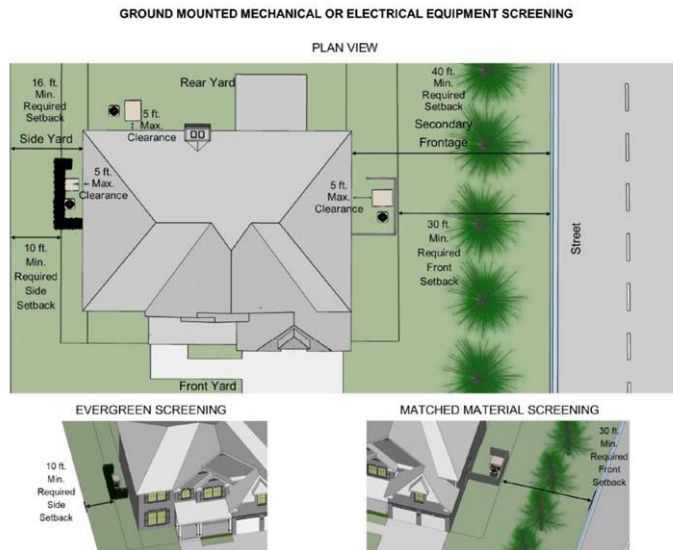 GROUND MOUNTED MECHANICAL OR ELECTRICAL EQUIPMENT SCREENING
PLAN VIEW
16. ft.
Min.
Required
Setback
Side Yard
Rear Yard
5 ft.
Max.
Clearance
40 ft.
Min.
Required
Setback
Secondary
Frontage
5 ft.
Max.
Clearance
5 ft.
Max.
Clearance
10 ft.
Min.
Required
Side
Setback
30 ft.
Min.
Required
Front
Setback
Street
Front Yard
EVERGREEN SCREENING
10 ft.
Min.
Required
Side
Setback
MATCHED MATERIAL SCREENING
30 ft.
Min.
Required
Front
Setback